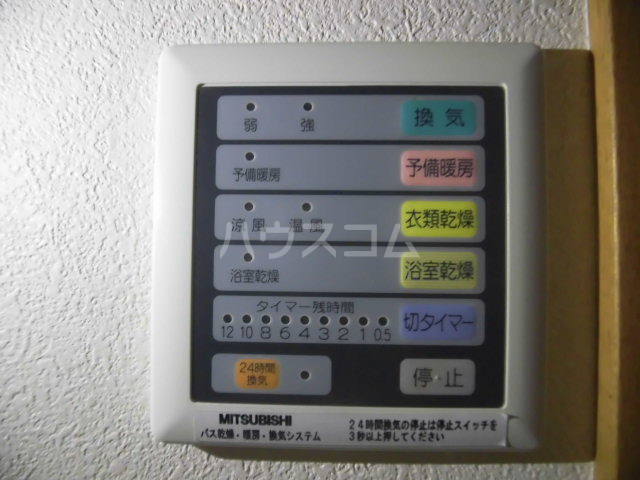 弱 強 換気
予備暖房 予備暖房
涼風 温風 衣類乾燥
ハウスコム
浴室乾燥 浴室乾燥
タイマー残時間
12 10 8 6 4 3 2 1 0.5 切タイマー
24時間
換気
停止
MITSUBISHI
バス乾燥・暖房・換気システム
24時間換気の停止は停止スイッチを
3秒以上押してください